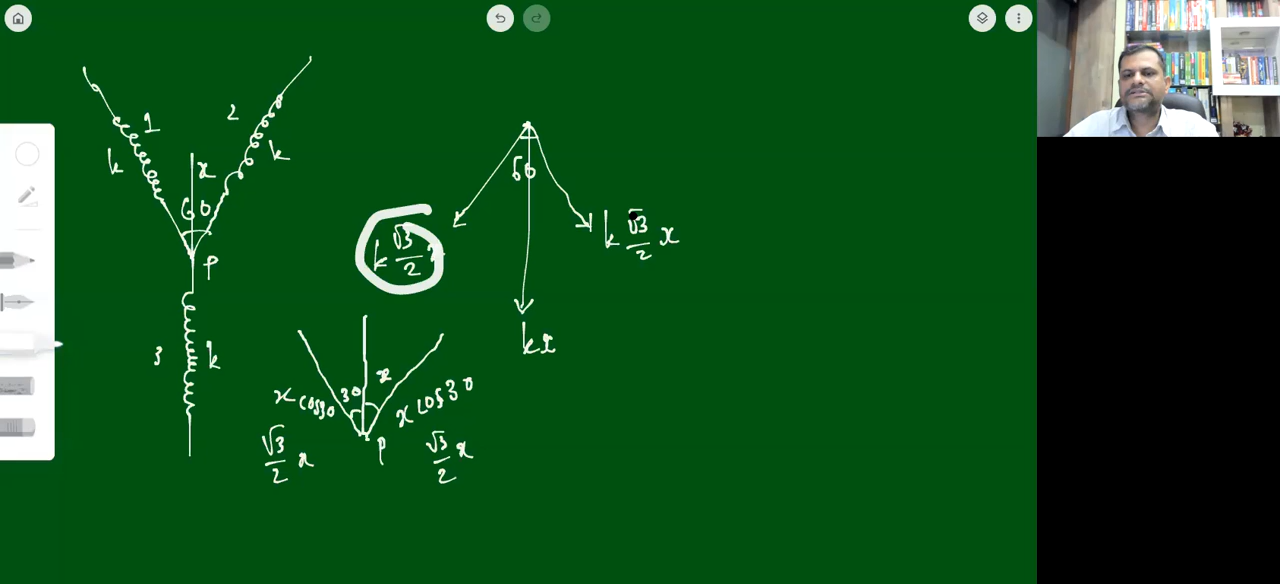 1
2
k
x
k
60
P
3
k
60
k √3/2
k √3/2 x
kx
30
x
x cos30
x cos30
√3/2 x
P
√3/2 x